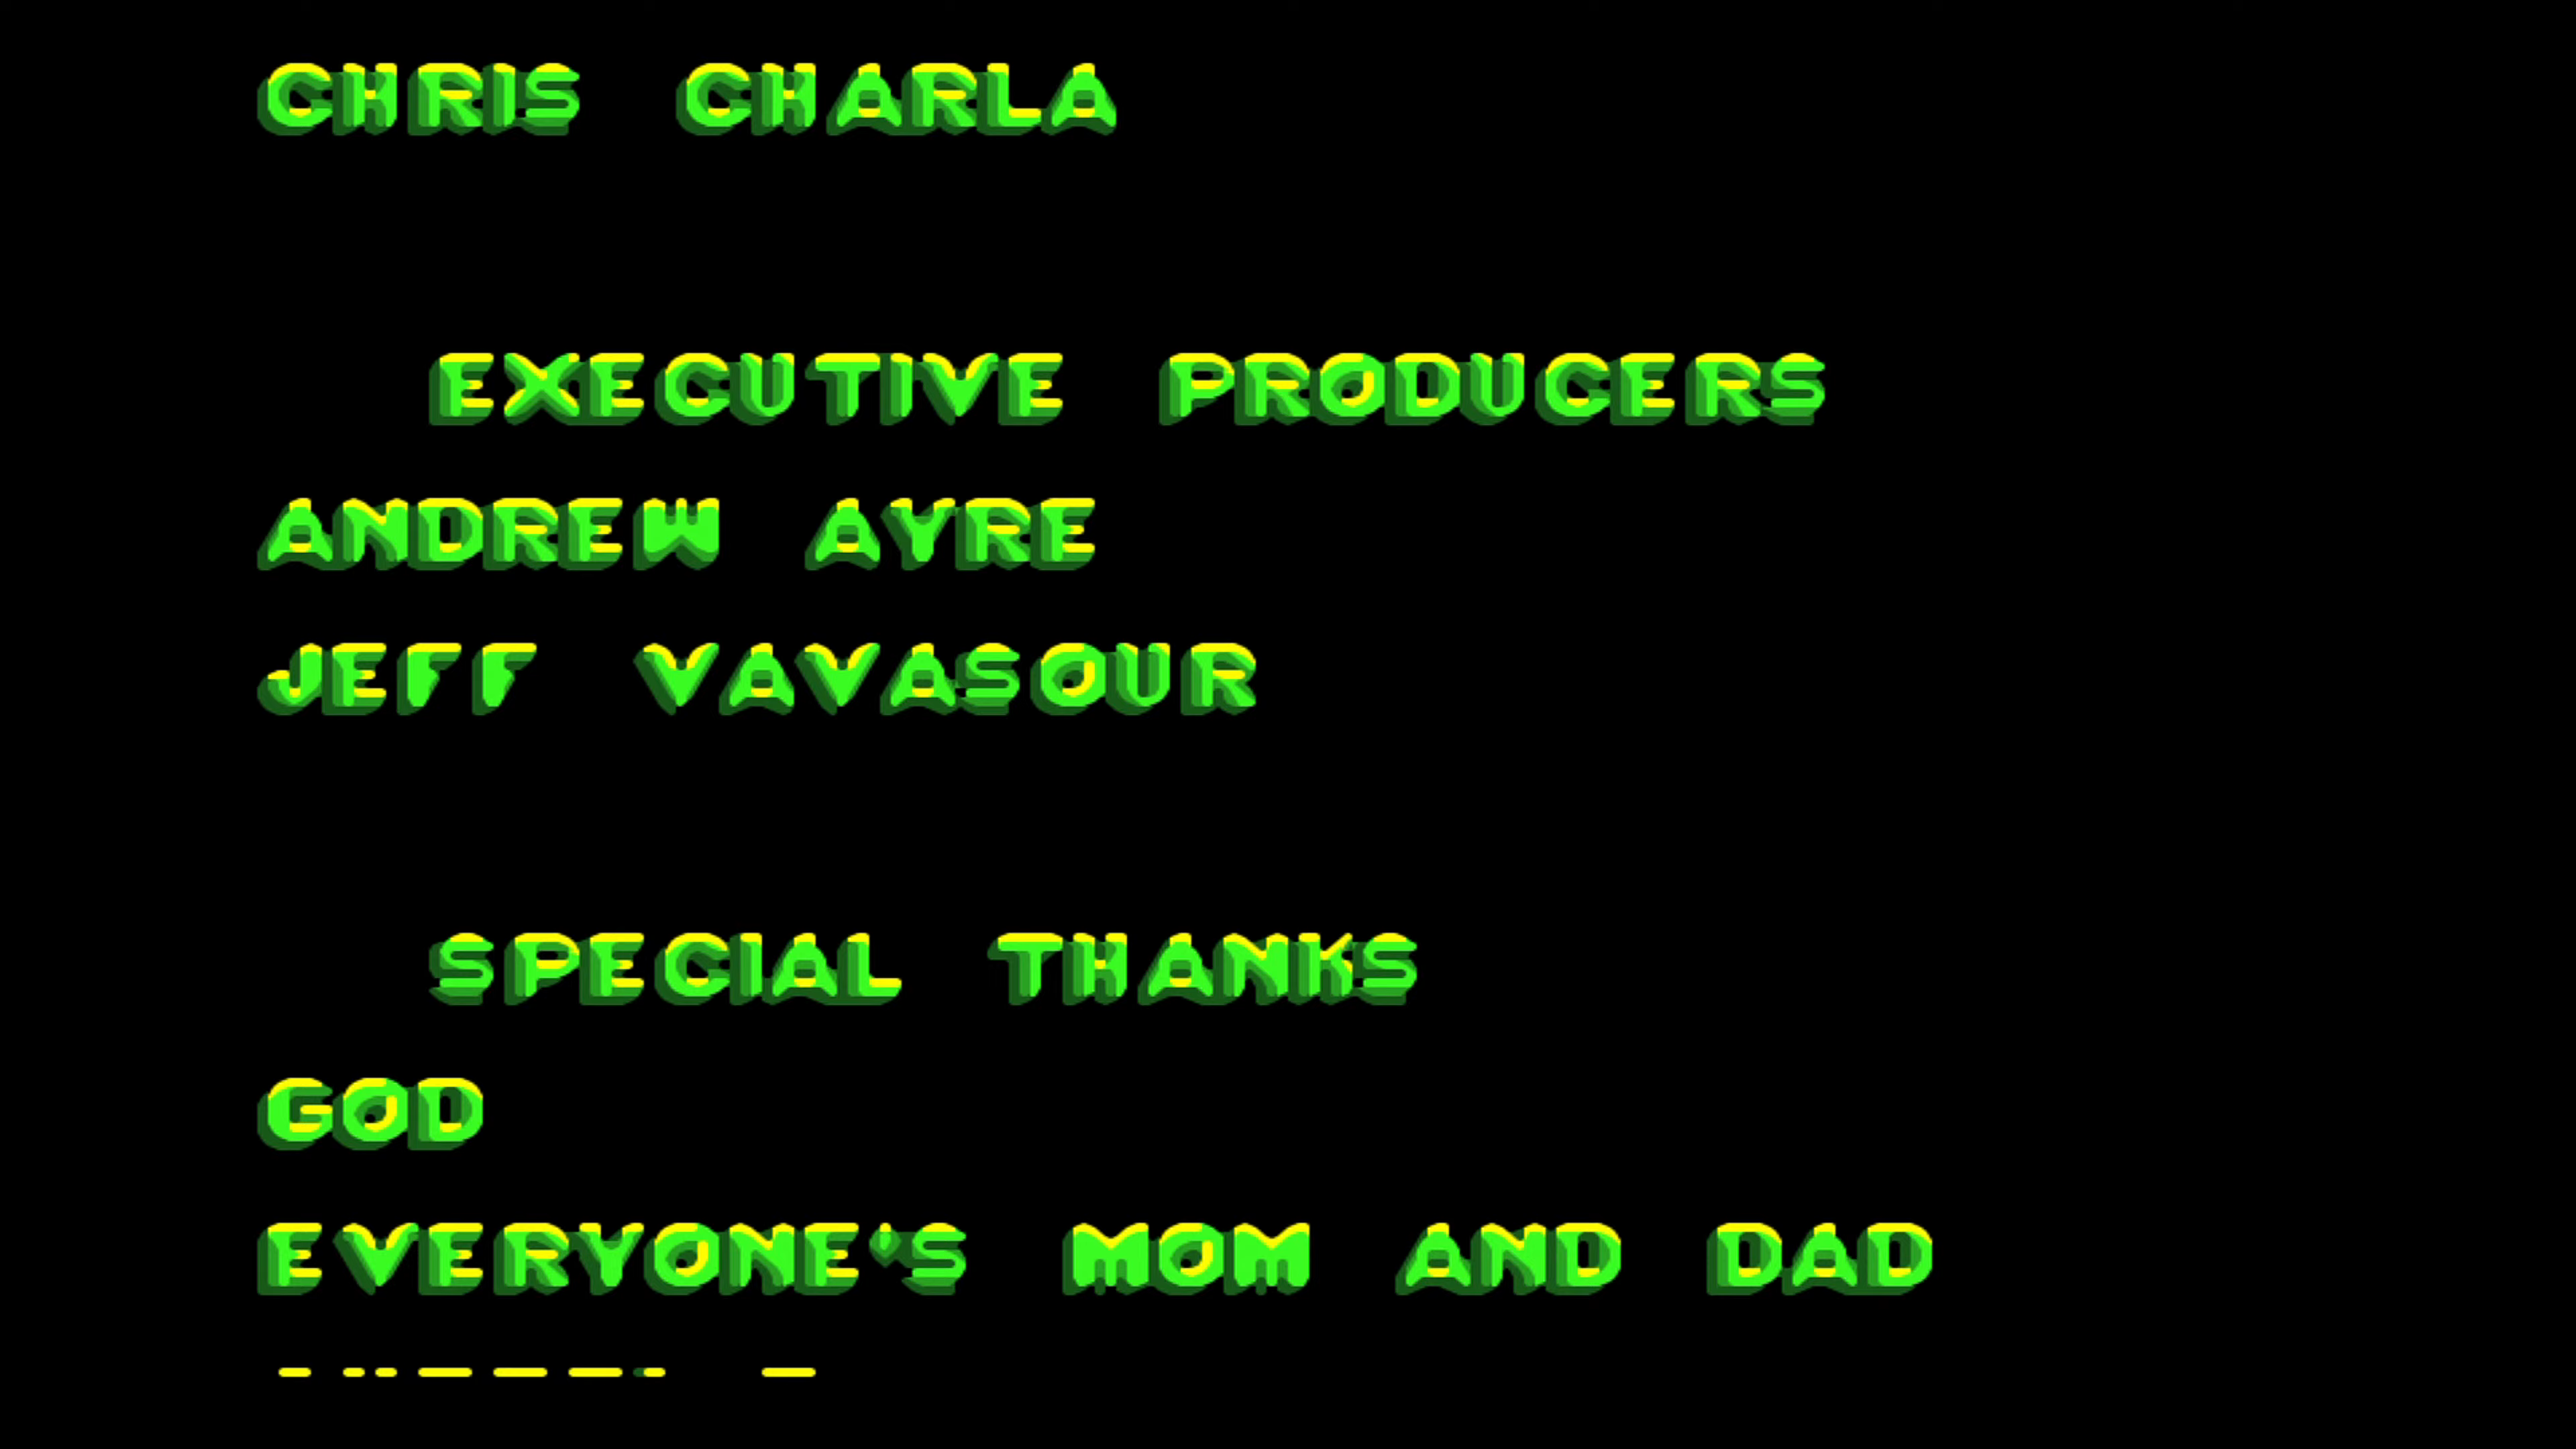 CHRIS CHARLA
EXECUTIVE PRODUCERS
ANDREW AYRE
JEFF VAVASOUR
SPECIAL THANKS
GOD
EVERYONE'S MOM AND DAD